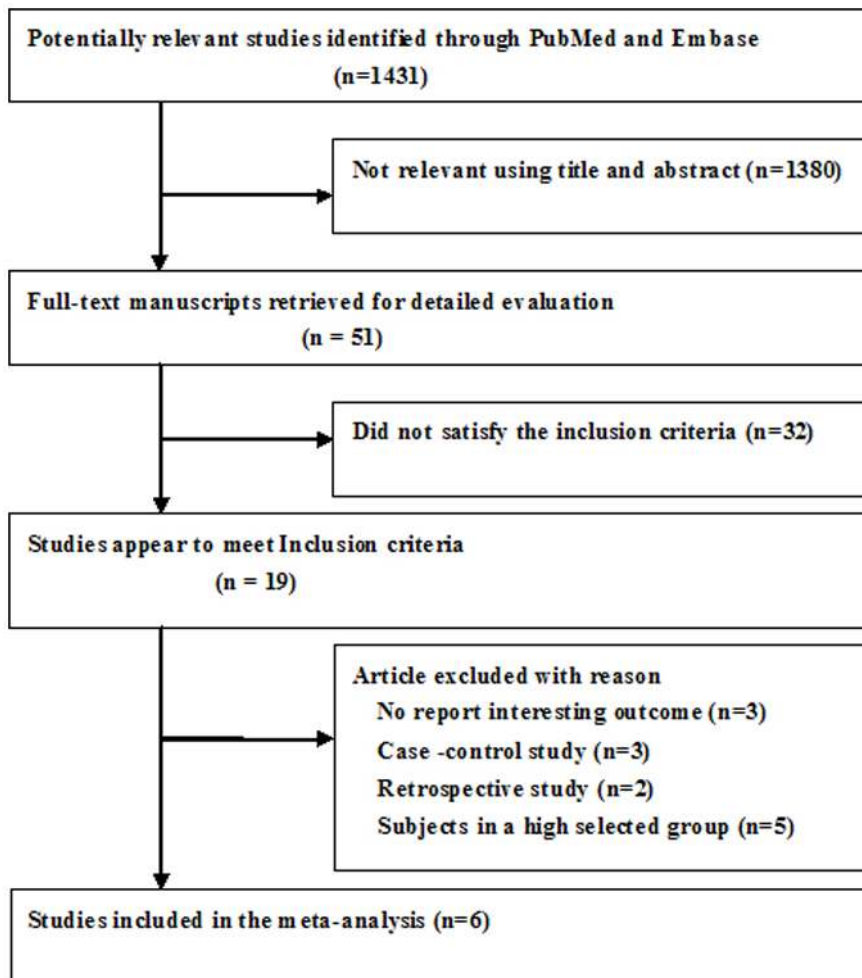 Potentially relevant studies identified through PubMed and Embase
(n=1431)
Not relevant using title and abstract (n=1380)
Full-text manuscripts retrieved for detailed evaluation
(n = 51)
Did not satisfy the inclusion criteria (n=32)
Studies appear to meet Inclusion criteria
(n = 19)
Article excluded with reason
No report interesting outcome (n=3)
Case -control study (n=3)
Retrospective study (n=2)
Subjects in a high selected group (n=5)
Studies included in the meta-analysis (n=6)